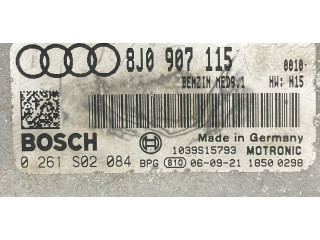 8J0 907 115
BENZIN MED9.1
0010-
HW: H15
BOSCH
Made in Germany
1039S15793 MOTRONIC
0 261 S02 084 BPG 810 06-09-21 1850 0298